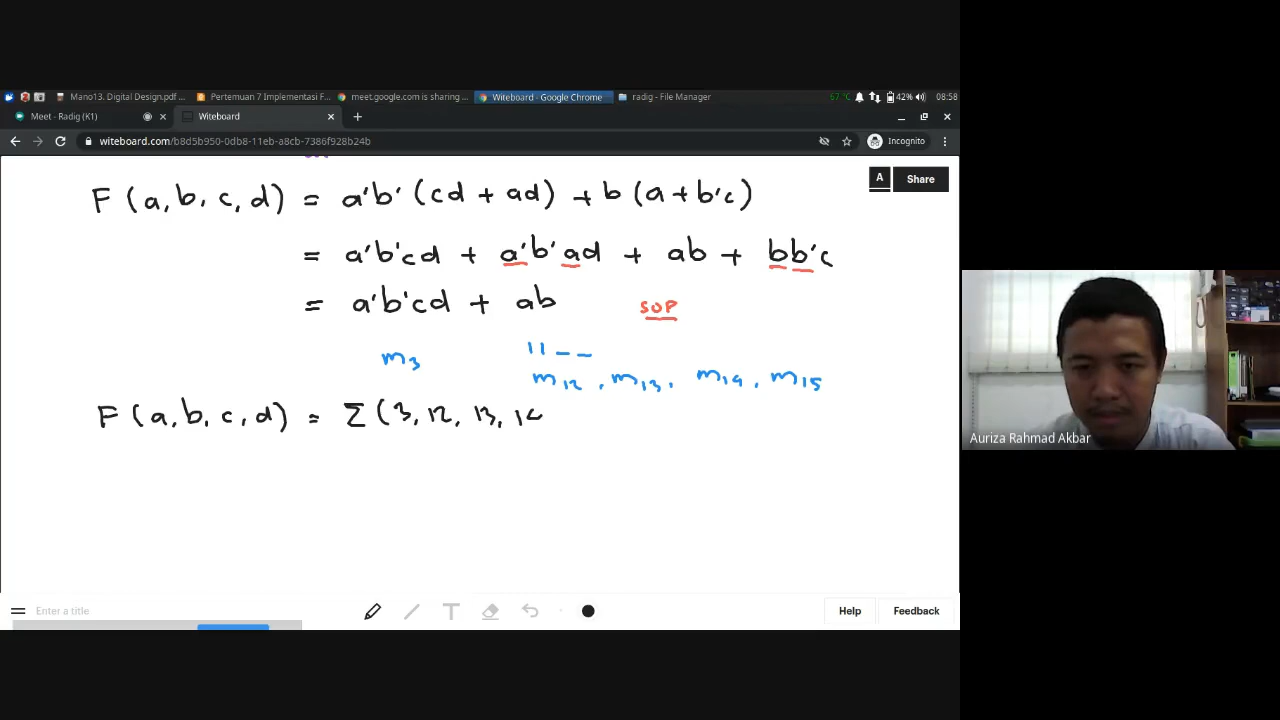 Mano13. Digital Design.pdf ...
Pertemuan 7 Implementasi F...
meet.google.com is sharing ...
Witeboard - Google Chrome
radig - File Manager
67 °C
42%
08:58
Meet - Radig (K1)
Witeboard
witeboard.com/b8d5b950-0db8-11eb-a8cb-7386f928b24b
Incognito
A
Share
F (a, b, c, d) = a'b' (cd + ad) + b (a + b'c)
= a'b'cd + a'b'ad + ab + bb'c
= a'b'cd + ab SOP
11 _ _
m3 m12, m13, m14, m15
F (a, b, c, d) = Σ (3, 12, 13, 14
Auriza Rahmad Akbar
Enter a title
T
Help
Feedback